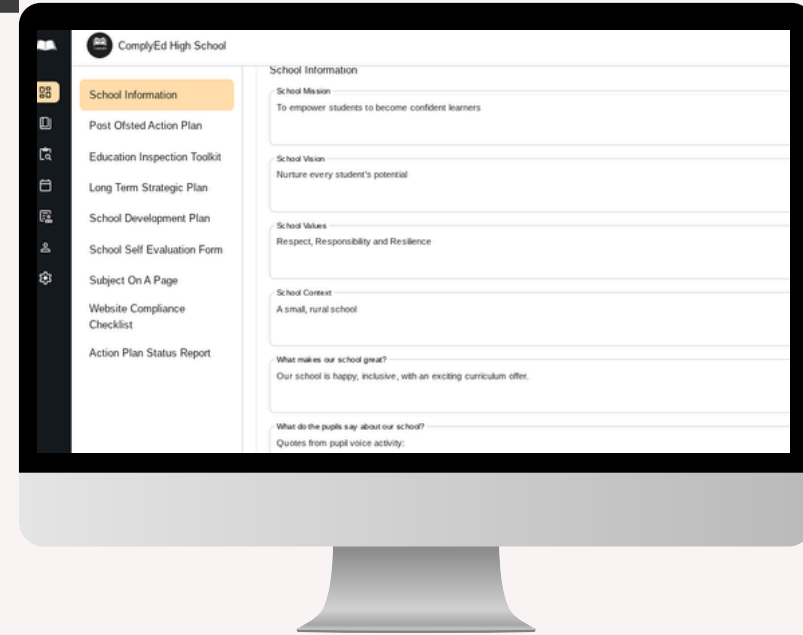 ComplyEd High School
School Information
Post Ofsted Action Plan
Education Inspection Toolkit
Long Term Strategic Plan
School Development Plan
School Self Evaluation Form
Subject On A Page
Website Compliance
Checklist
Action Plan Status Report
School Information
School Mission
To empower students to become confident learners
School Vision
Nurture every student's potential
School Values
Respect, Responsibility and Resilience
School Context
A small, rural school
What makes our school great?
Our school is happy, inclusive, with an exciting curriculum offer.
What do the pupils say about our school?
Quotes from pupil voice activity: